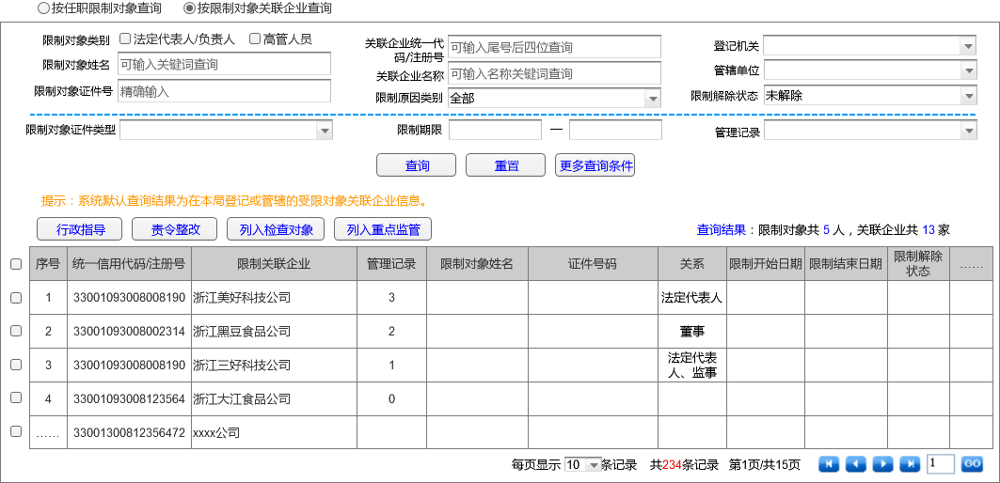 按任职限制对象查询 按限制对象关联企业查询
限制对象类别 法定代表人/负责人 高管人员
关联企业统一代码/注册号 可输入尾号后四位查询
登记机关
限制对象姓名 可输入关键词查询
关联企业名称 可输入名称关键词查询
管辖单位
限制对象证件号 精确输入
限制原因类别 全部
限制解除状态 未解除
限制对象证件类型 限制期限 — 管理记录
查询 重置 更多查询条件
提示：系统默认查询结果为在本局登记或管辖的受限对象关联企业信息。
行政指导 责令整改 列入检查对象 列入重点监管 查询结果：限制对象共 5 人，关联企业共 13 家
序号 统一信用代码/注册号 限制关联企业 管理记录 限制对象姓名 证件号码 关系 限制开始日期 限制结束日期 限制解除状态 ……
1 33001093008008190 浙江美好科技公司 3 法定代表人
2 33001093008002314 浙江黑豆食品公司 2 董事
3 33001093008008190 浙江三好科技公司 1 法定代表人、监事
4 33001093008123564 浙江大江食品公司 0
…… 33001300812356472 xxxx公司
每页显示 10 条记录 共234条记录 第1页/共15页 1 GO